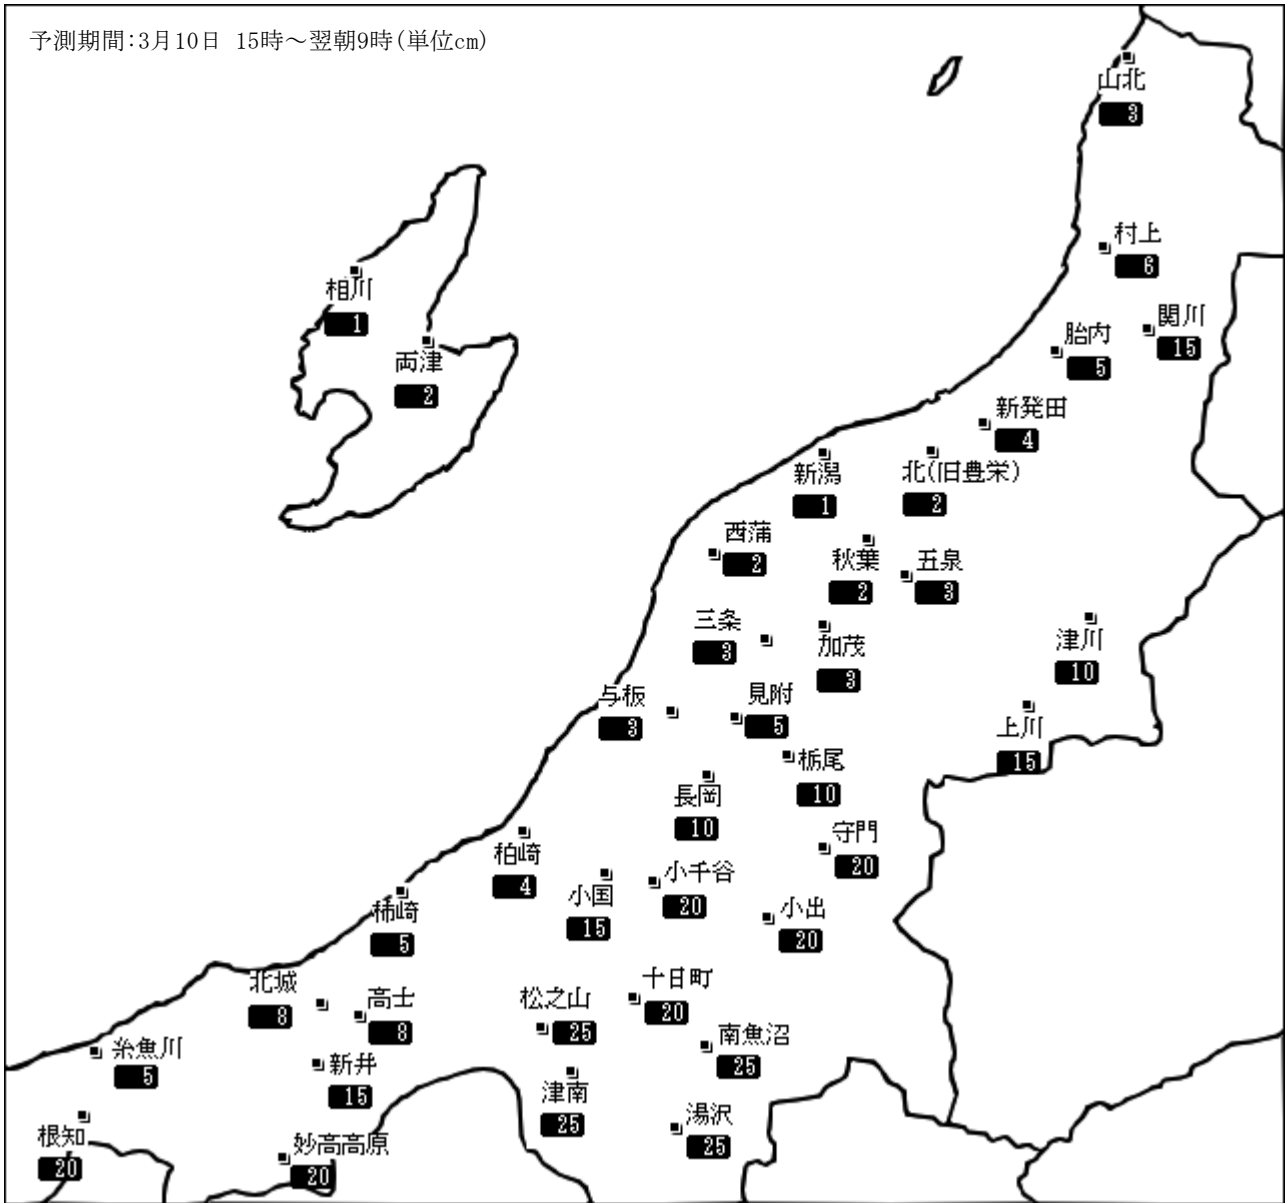 予測期間:3月10日 15時～翌朝9時(単位cm)
山北
3
村上
6
相川
1
関川
15
胎内
5
両津
2
新発田
4
新潟
1
北(旧豊栄)
2
西蒲
2
秋葉
2
五泉
3
三条
3
加茂
3
津川
10
与板
3
見附
5
上川
15
栃尾
10
長岡
10
守門
20
柏崎
4
小千谷
20
小国
15
小出
20
柿崎
5
北城
8
高士
8
松之山
25
十日町
20
南魚沼
25
糸魚川
5
新井
15
津南
25
湯沢
25
根知
20
妙高高原
20